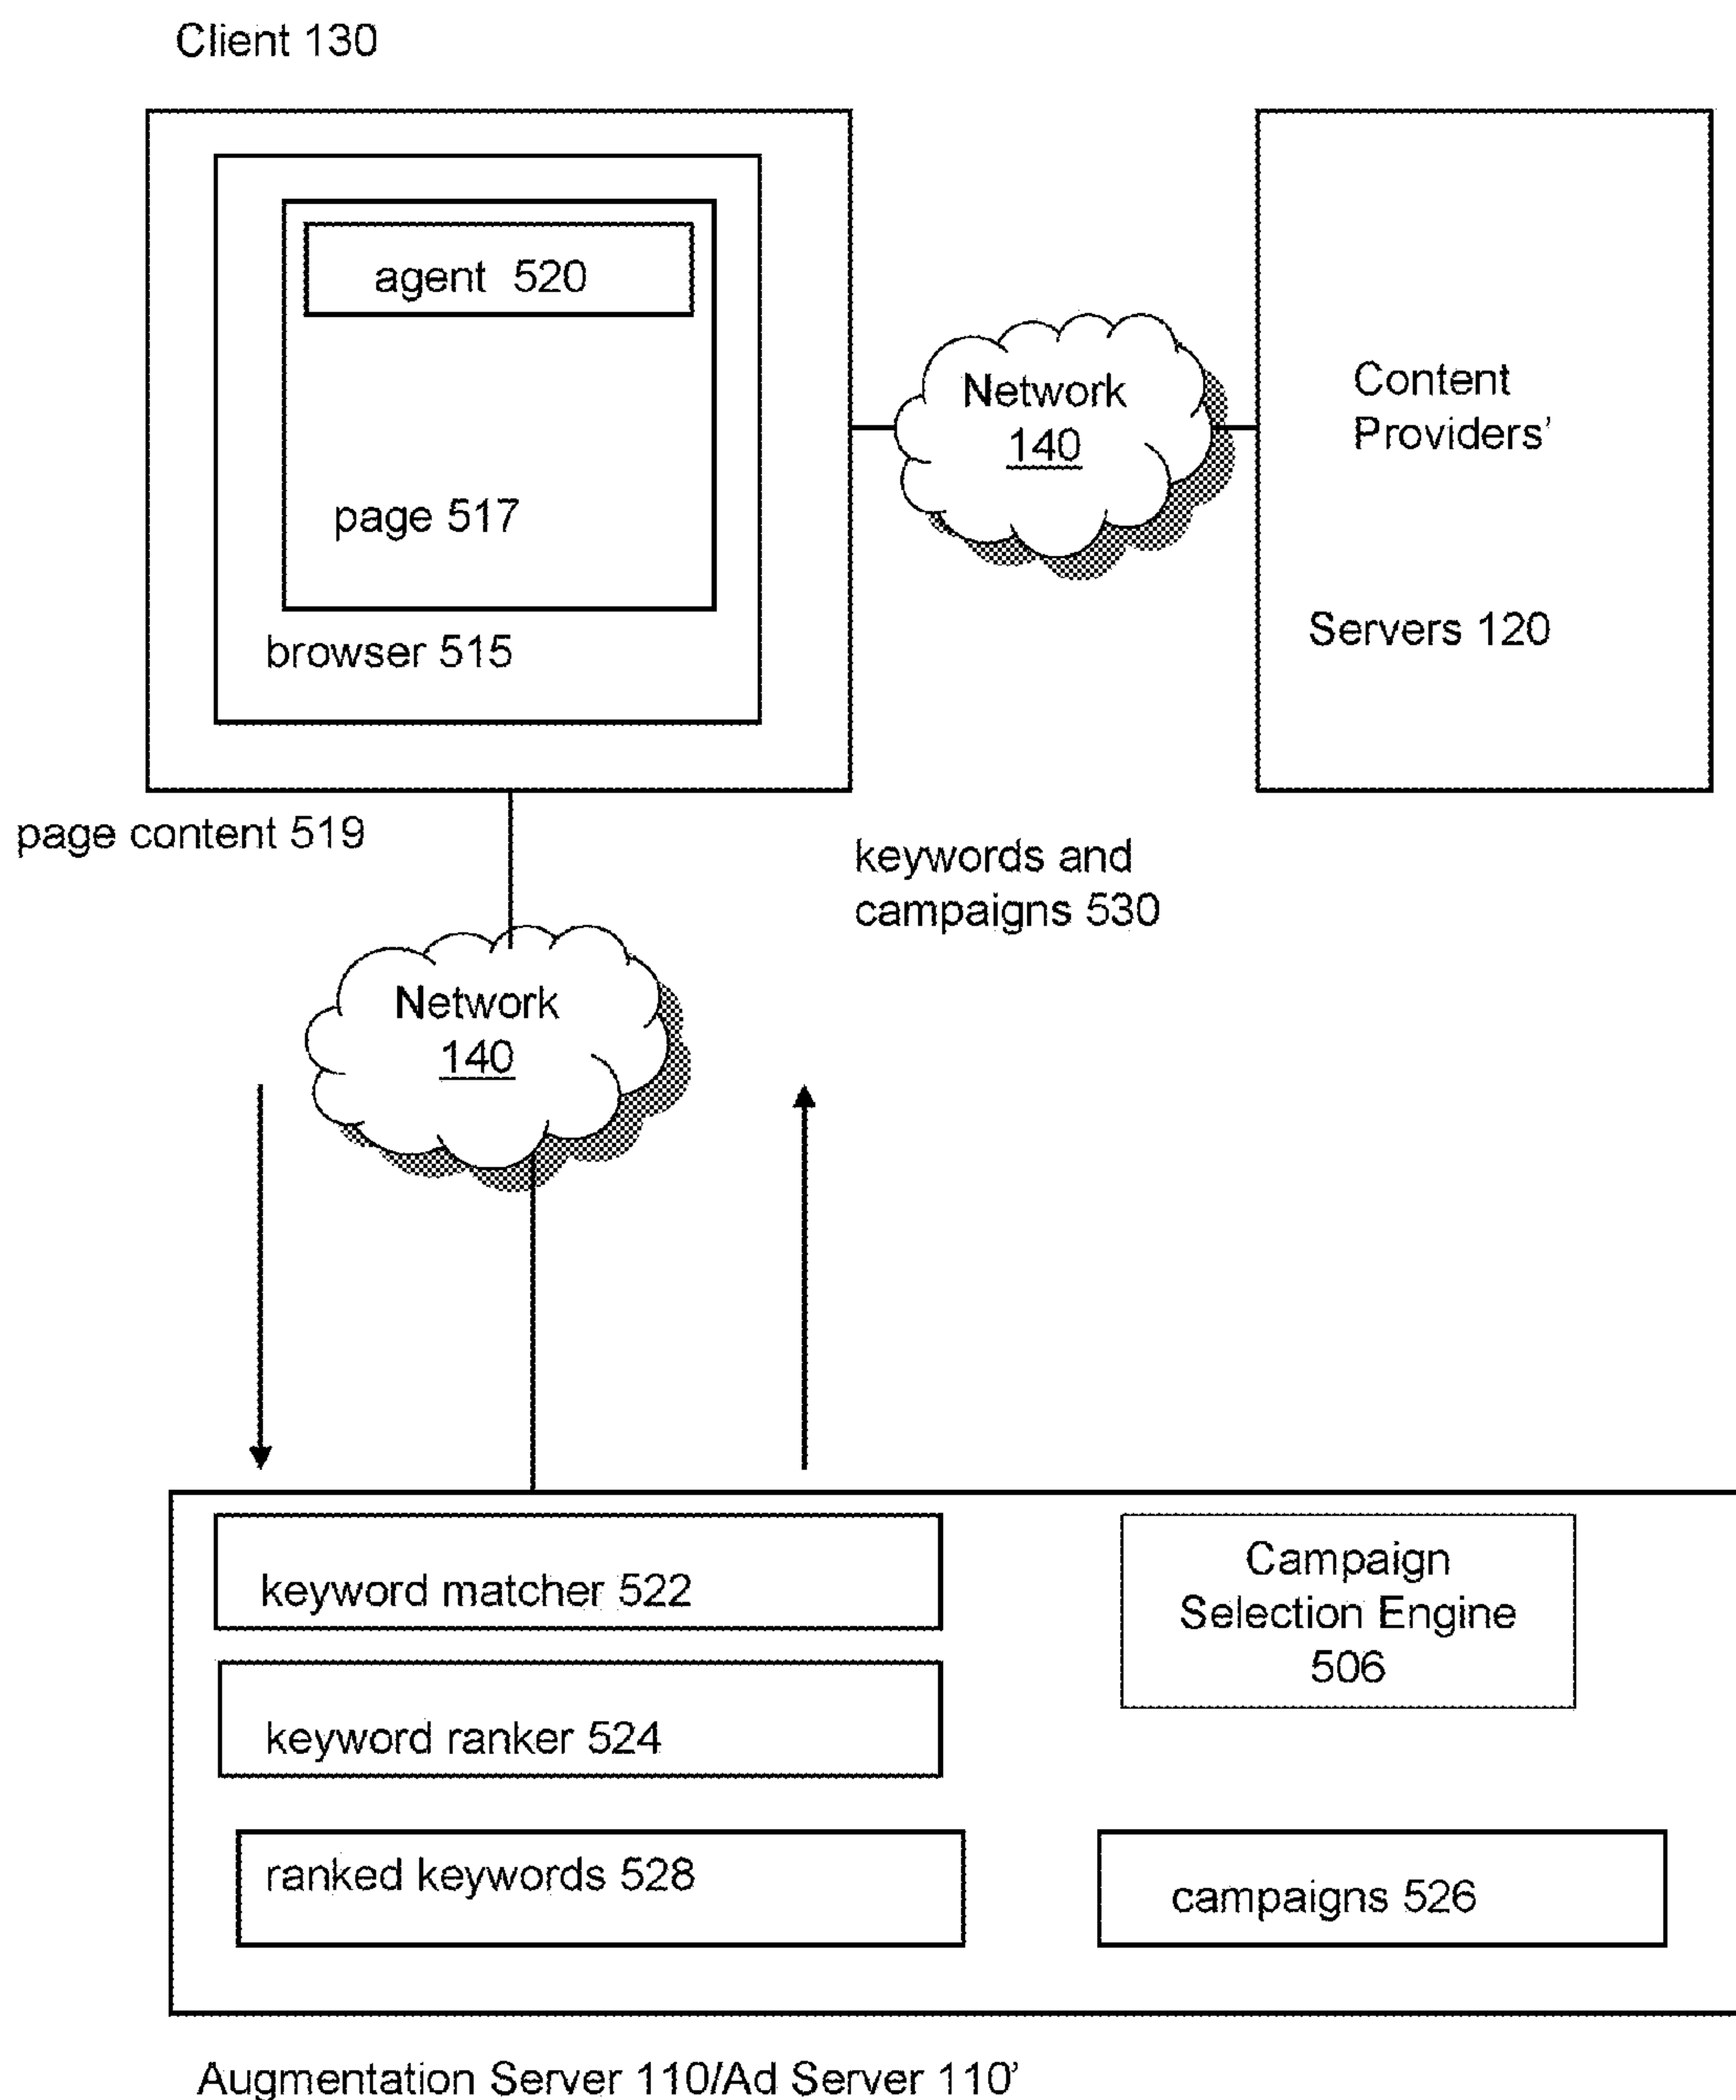 Client 130
agent 520
page 517
browser 515
Network
140
Content
Providers'
Servers 120
page content 519
keywords and
campaigns 530
Network
140
keyword matcher 522
keyword ranker 524
ranked keywords 528
Campaign
Selection Engine
506
campaigns 526
Augmentation Server 110/Ad Server 110'